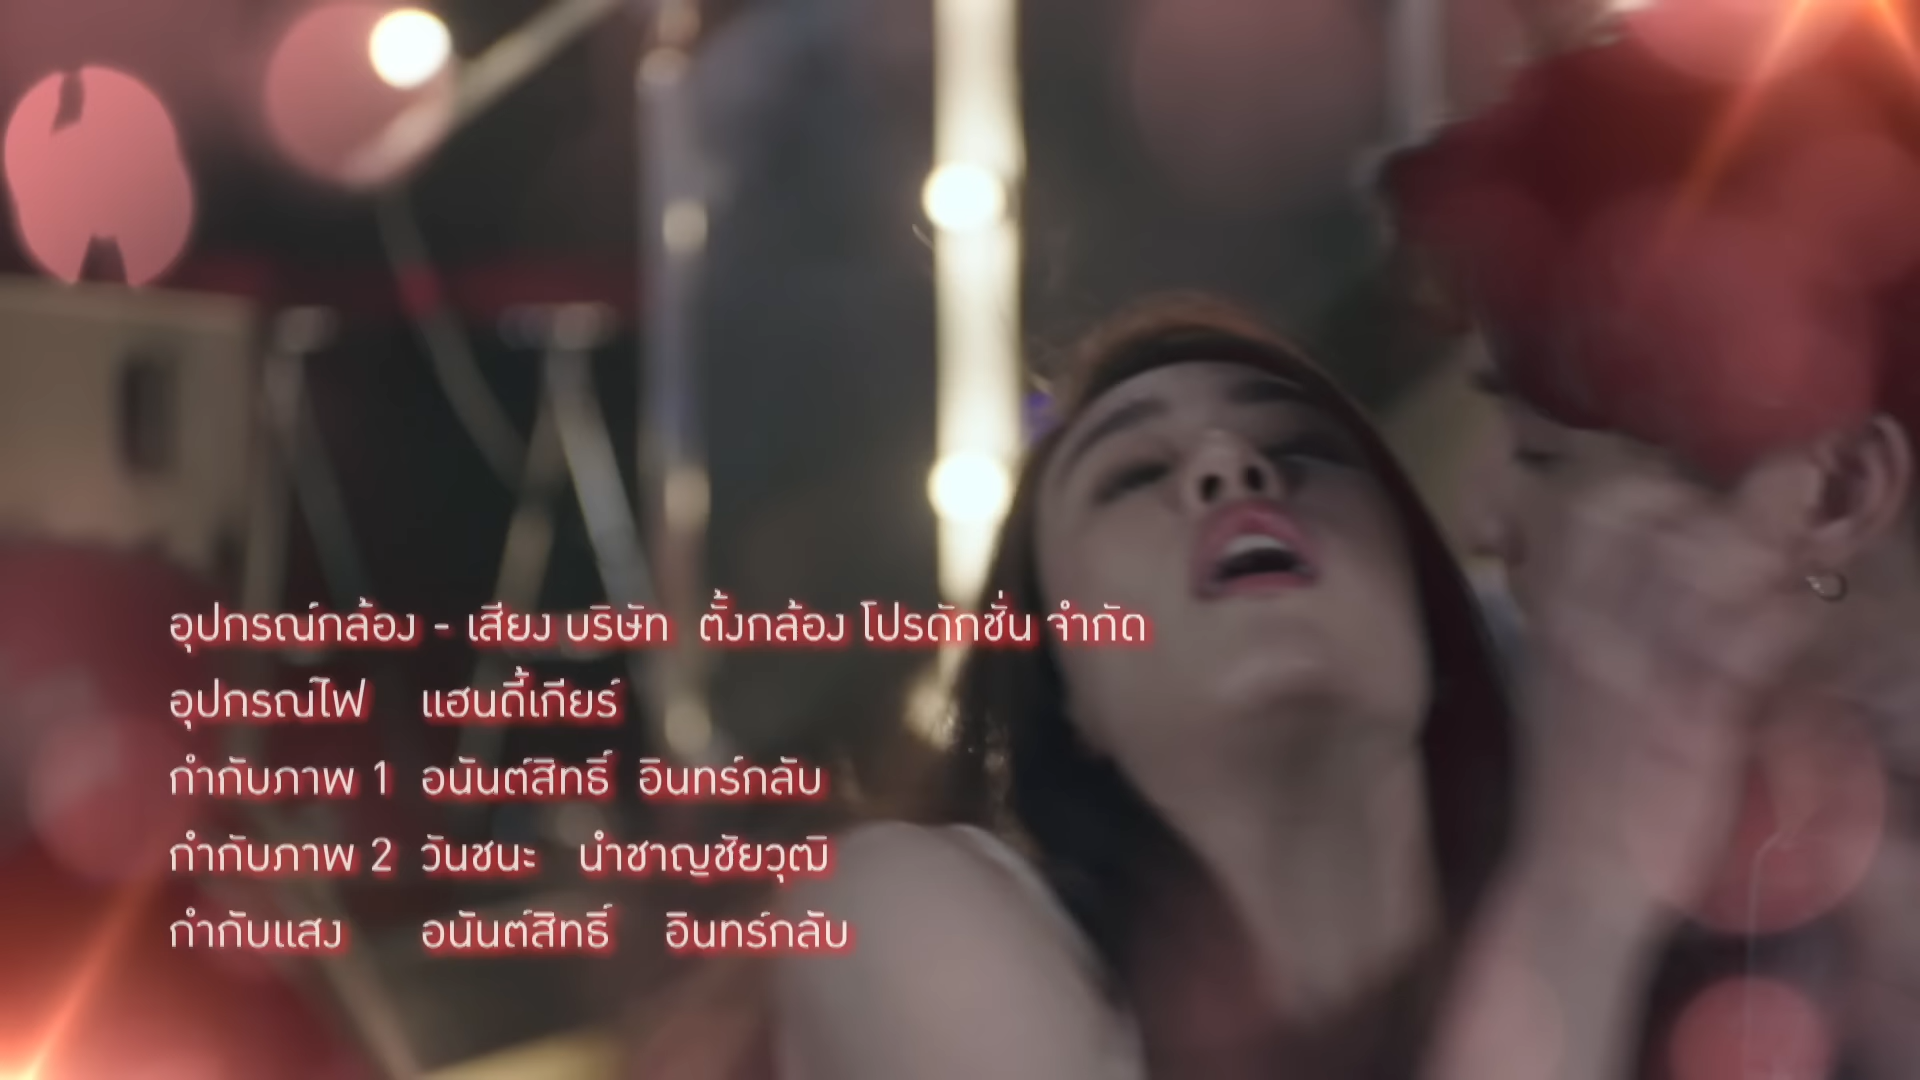 อุปกรณ์กล้อง - เสียง บริษัท ตั้งกล้อง โปรดักชั่น จำกัด
อุปกรณ์ไฟ แฮนดี้เกียร์
กำกับภาพ 1 อนันต์สิทธิ์ อินทร์กลับ
กำกับภาพ 2 วันชนะ นำชาญชัยวุฒิ
กำกับแสง อนันต์สิทธิ์ อินทร์กลับ